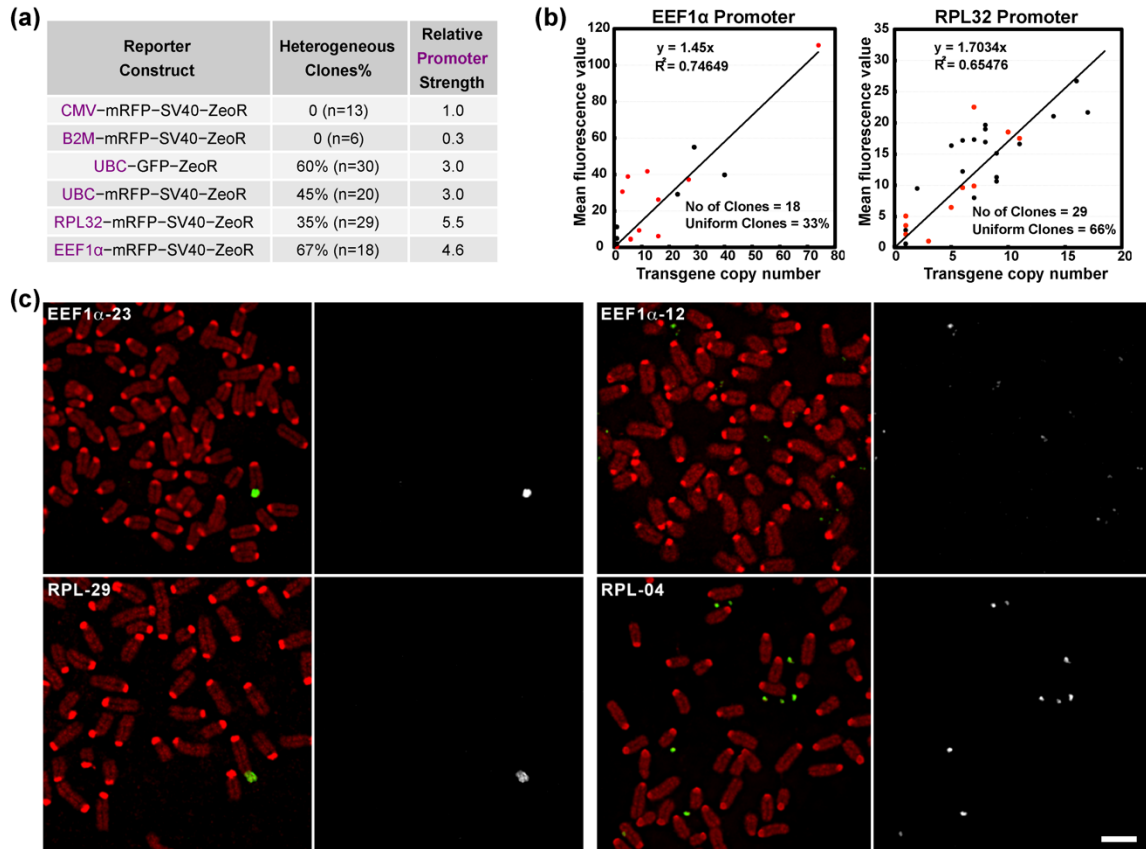 (a)
Reporter Construct
Heterogeneous Clones%
Relative Promoter Strength
CMV−mRFP−SV40−ZeoR 0 (n=13) 1.0
B2M−mRFP−SV40−ZeoR 0 (n=6) 0.3
UBC−GFP−ZeoR 60% (n=30) 3.0
UBC−mRFP−SV40−ZeoR 45% (n=20) 3.0
RPL32−mRFP−SV40−ZeoR 35% (n=29) 5.5
EEF1α−mRFP−SV40−ZeoR 67% (n=18) 4.6
(b)
EEF1α Promoter
Mean fluorescence value
120
100
80
60
40
20
0
y = 1.45x
R² = 0.74649
No of Clones = 18
Uniform Clones = 33%
0 10 20 30 40 50 60 70 80
Transgene copy number
RPL32 Promoter
Mean fluorescence value
35
30
25
20
15
10
5
0
y = 1.7034x
R² = 0.65476
No of Clones = 29
Uniform Clones = 66%
0 5 10 15 20
Transgene copy number
(c)
EEF1α-23
EEF1α-12
RPL-29
RPL-04